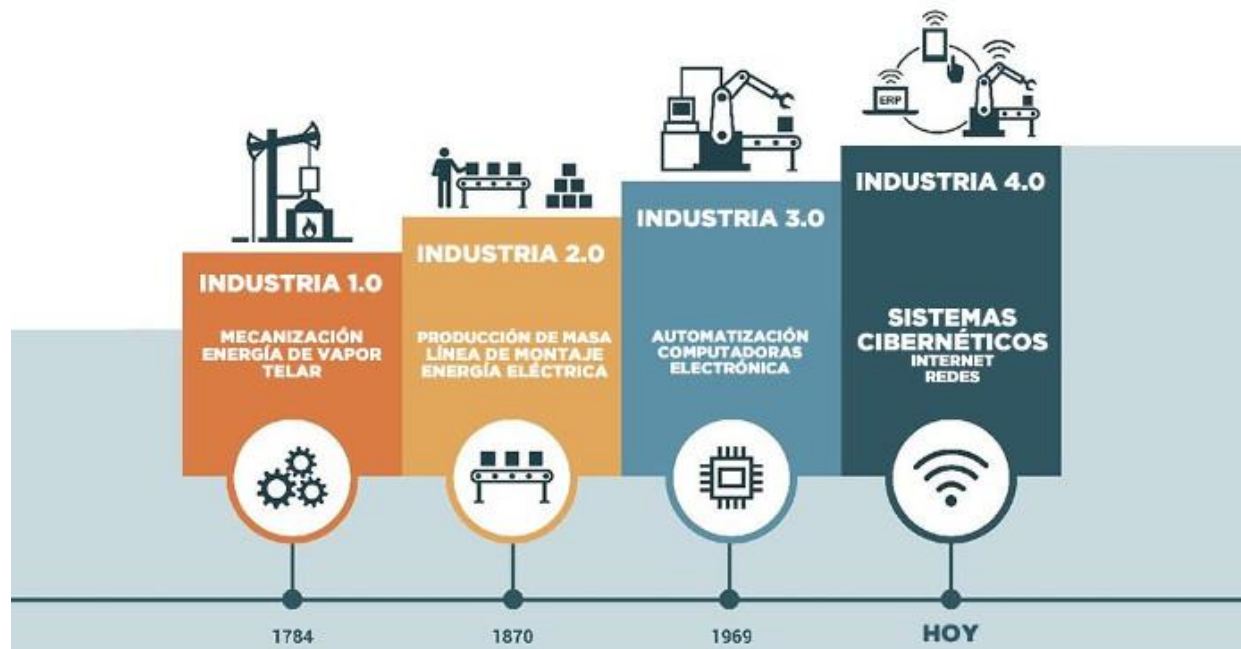 ERP
INDUSTRIA 1.0
MECANIZACIÓN
ENERGÍA DE VAPOR
TELAR
INDUSTRIA 2.0
PRODUCCIÓN DE MASA
LÍNEA DE MONTAJE
ENERGÍA ELÉCTRICA
INDUSTRIA 3.0
AUTOMATIZACIÓN
COMPUTADORAS
ELECTRÓNICA
INDUSTRIA 4.0
SISTEMAS
CIBERNÉTICOS
INTERNET
REDES
1784
1870
1969
HOY